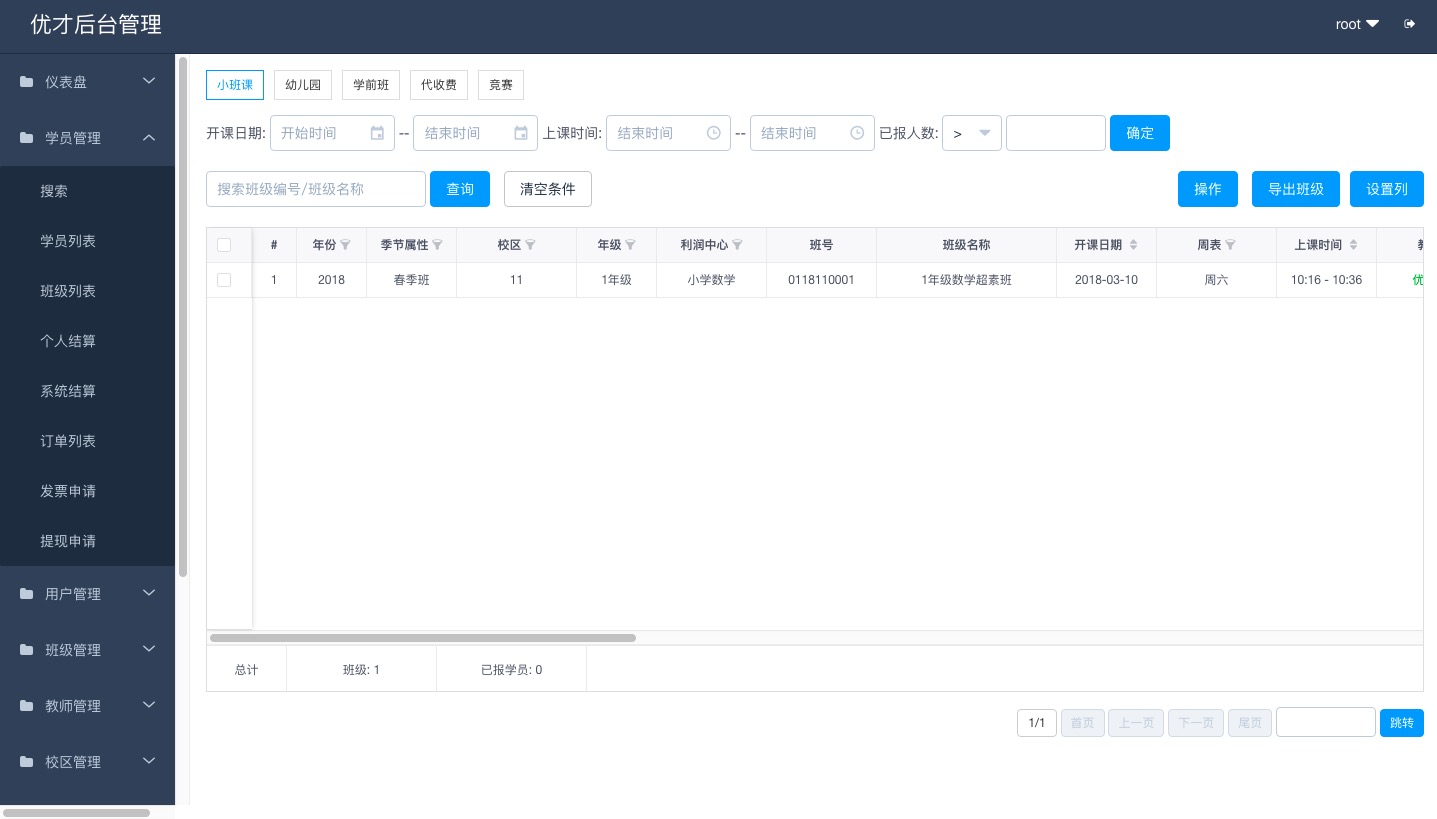 优才后台管理
root
仪表盘
学员管理
搜索
学员列表
班级列表
个人结算
系统结算
订单列表
发票申请
提现申请
用户管理
班级管理
教师管理
校区管理
小班课 幼儿园 学前班 代收费 竞赛
开课日期: 开始时间 -- 结束时间 上课时间: 结束时间 -- 结束时间 已报人数: > 确定
搜索班级编号/班级名称 查询 清空条件 操作 导出班级 设置列
# 年份 季节属性 校区 年级 利润中心 班号 班级名称 开课日期 周表 上课时间
1 2018 春季班 11 1年级 小学数学 0118110001 1年级数学超素班 2018-03-10 周六 10:16 - 10:36 优
总计 班级: 1 已报学员: 0
1/1 首页 上一页 下一页 尾页 跳转